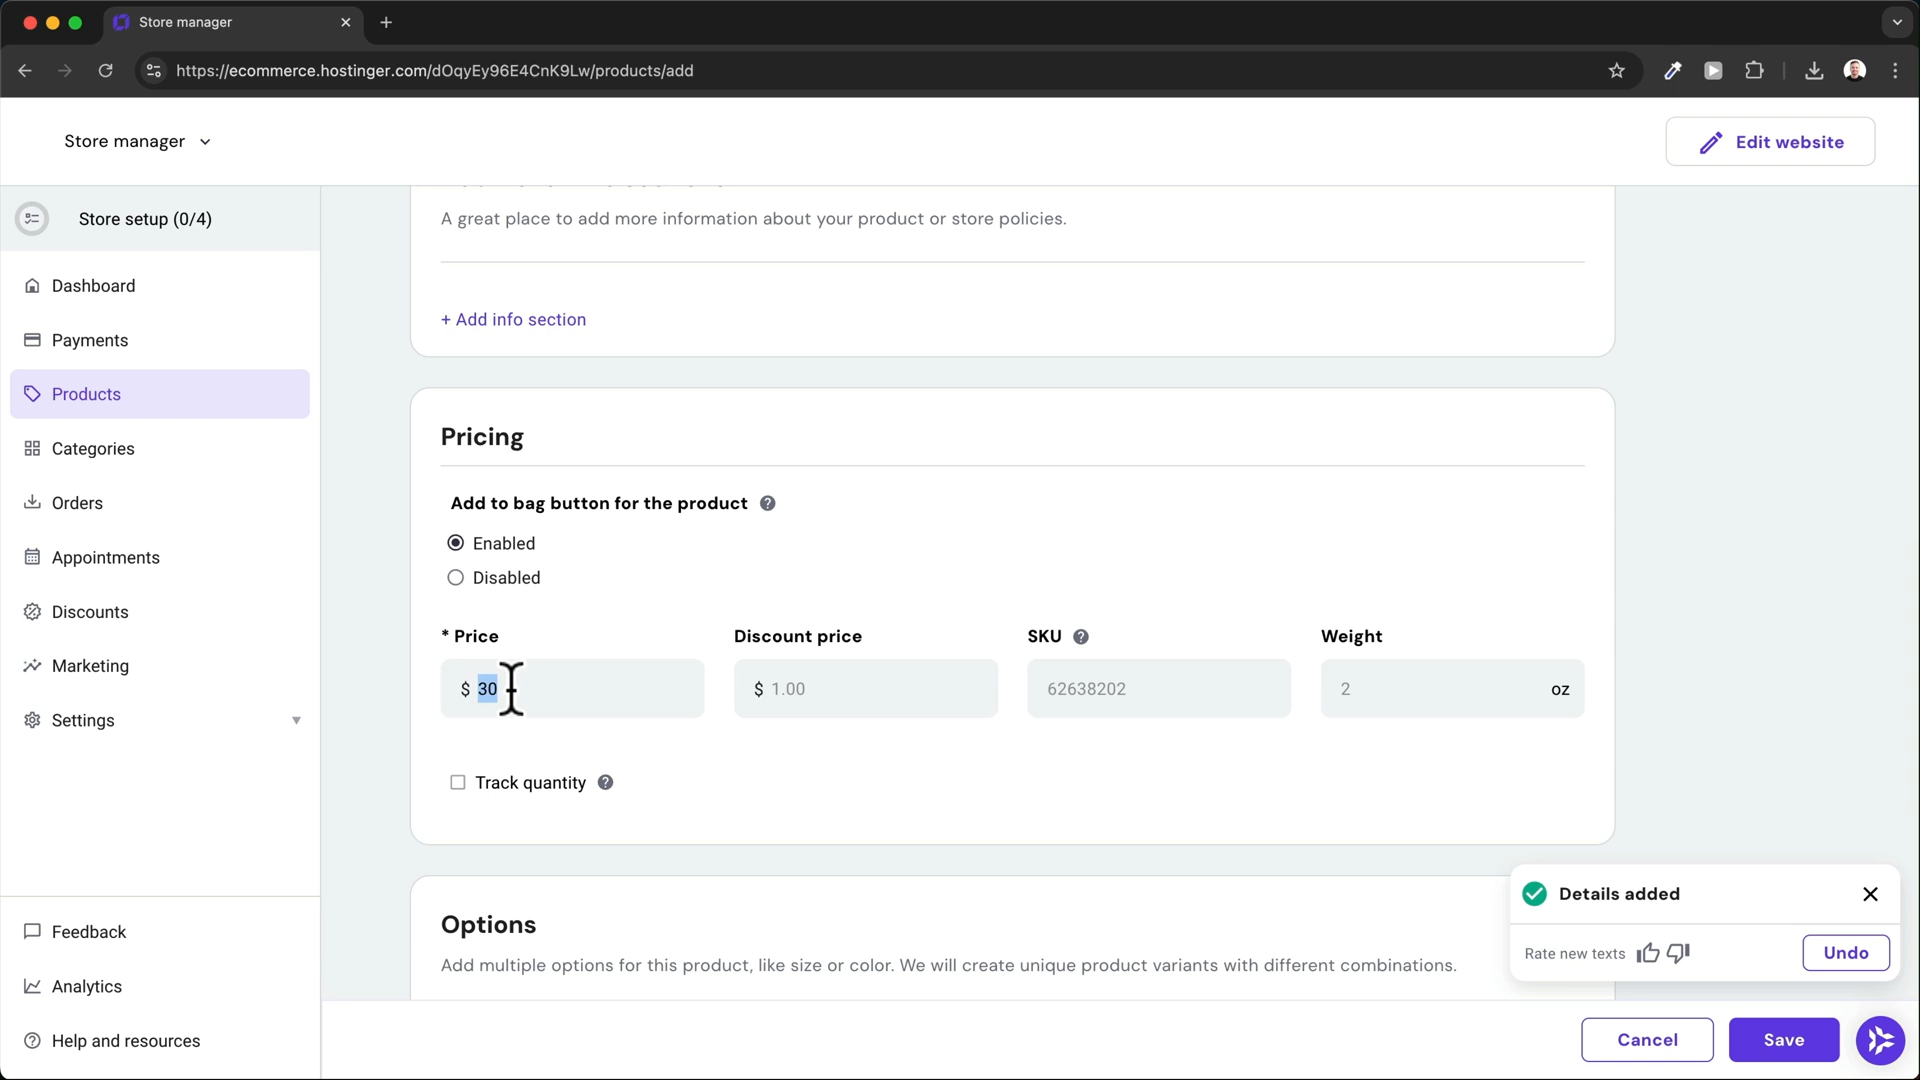 Store manager
https://ecommerce.hostinger.com/dOqyEy96E4CnK9Lw/products/add
Store manager
Edit website
Store setup (0/4)
Dashboard
Payments
Products
Categories
Orders
Appointments
Discounts
Marketing
Settings
Feedback
Analytics
Help and resources
A great place to add more information about your product or store policies.
+ Add info section
Pricing
Add to bag button for the product ?
Enabled
Disabled
* Price
Discount price
SKU ?
Weight
$ 30
$ 1.00
62638202
2 oz
Track quantity ?
Options
Add multiple options for this product, like size or color. We will create unique product variants with different combinations.
Details added
Rate new texts
Undo
Cancel
Save